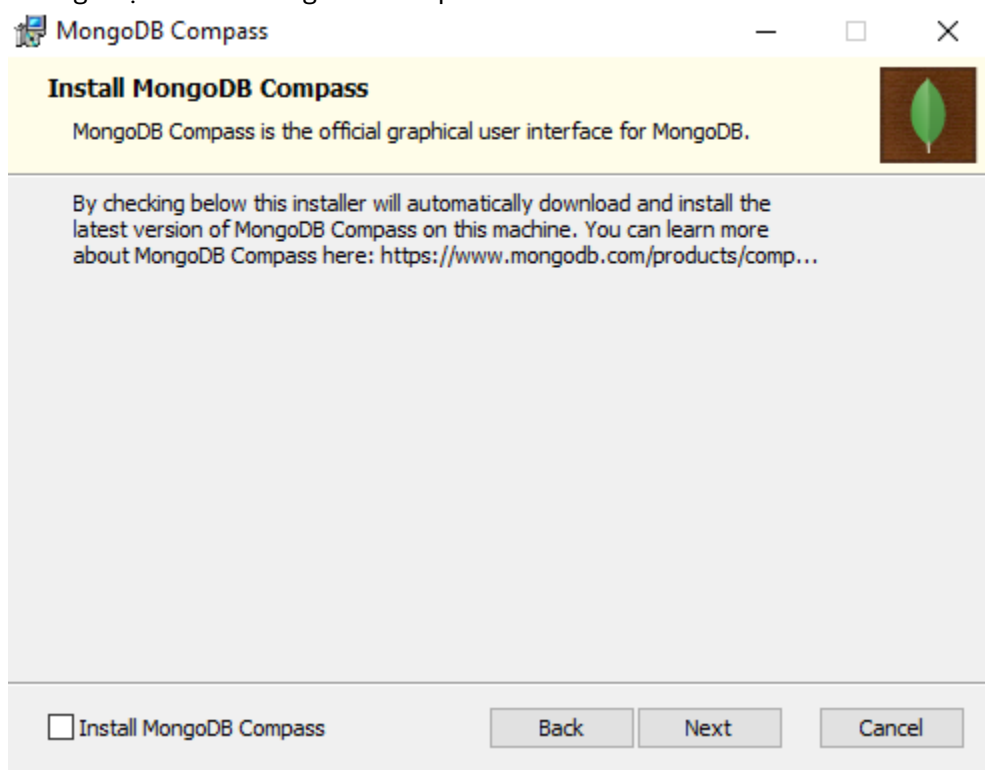 MongoDB Compass
Install MongoDB Compass
MongoDB Compass is the official graphical user interface for MongoDB.
By checking below this installer will automatically download and install the
latest version of MongoDB Compass on this machine. You can learn more
about MongoDB Compass here: https://www.mongodb.com/products/comp...
Install MongoDB Compass
Back
Next
Cancel